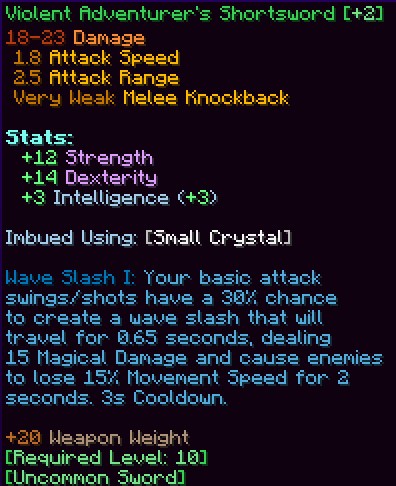 Violent Adventurer's Shortsword [+2]
18-23 Damage
1.8 Attack Speed
2.5 Attack Range
Very Weak Melee Knockback
Stats:
+12 Strength
+14 Dexterity
+3 Intelligence (+3)
Imbued Using: [Small Crystal]
Wave Slash I: Your basic attack
swings/shots have a 30% chance
to create a wave slash that will
travel for 0.65 seconds, dealing
15 Magical Damage and cause enemies
to lose 15% Movement Speed for 2
seconds. 3s Cooldown.
+20 Weapon Weight
[Required Level: 10]
[Uncommon Sword]